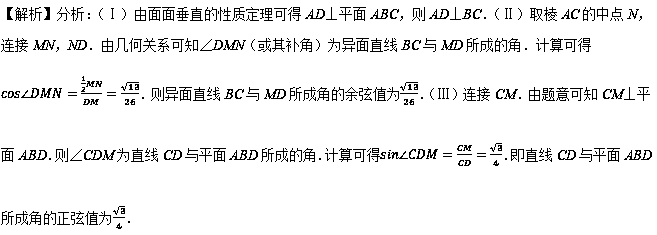 【解析】分析：(Ⅰ)由面面垂直的性质定理可得 AD⊥平面 ABC，则 AD⊥BC．(Ⅱ)取棱 AC 的中点 N，
连接 MN，ND．由几何关系可知∠DMN（或其补角）为异面直线 BC 与 MD 所成的角．计算可得
cos∠DMN=\frac{\frac{1}{2}MN}{DM}=\frac{\sqrt{13}}{26}．则异面直线 BC 与 MD 所成角的余弦值为\frac{\sqrt{13}}{26}．(Ⅲ)连接 CM．由题意可知 CM⊥平
面 ABD．则∠CDM 为直线 CD 与平面 ABD 所成的角．计算可得sin∠CDM=\frac{CM}{CD}=\frac{\sqrt{3}}{4}．即直线 CD 与平面 ABD
所成角的正弦值为\frac{\sqrt{3}}{4}．